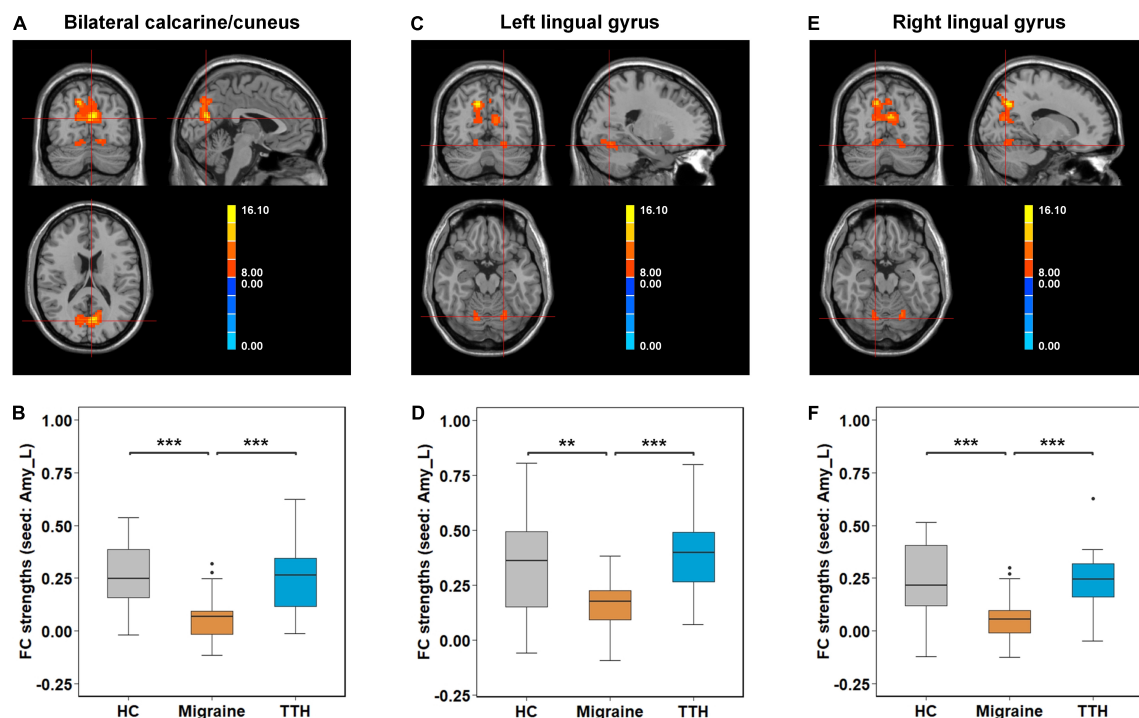 A Bilateral calcarine/cuneus
16.10
8.00
0.00
0.00
C Left lingual gyrus
16.10
8.00
0.00
0.00
E Right lingual gyrus
16.10
8.00
0.00
0.00
B
FC strengths (seed: Amy_L)
1.00
0.75
0.50
0.25
0.00
-0.25
*** ***
HC Migraine TTH
D
FC strengths (seed: Amy_L)
1.00
0.75
0.50
0.25
0.00
-0.25
** ***
HC Migraine TTH
F
FC strengths (seed: Amy_L)
1.00
0.75
0.50
0.25
0.00
-0.25
*** ***
HC Migraine TTH